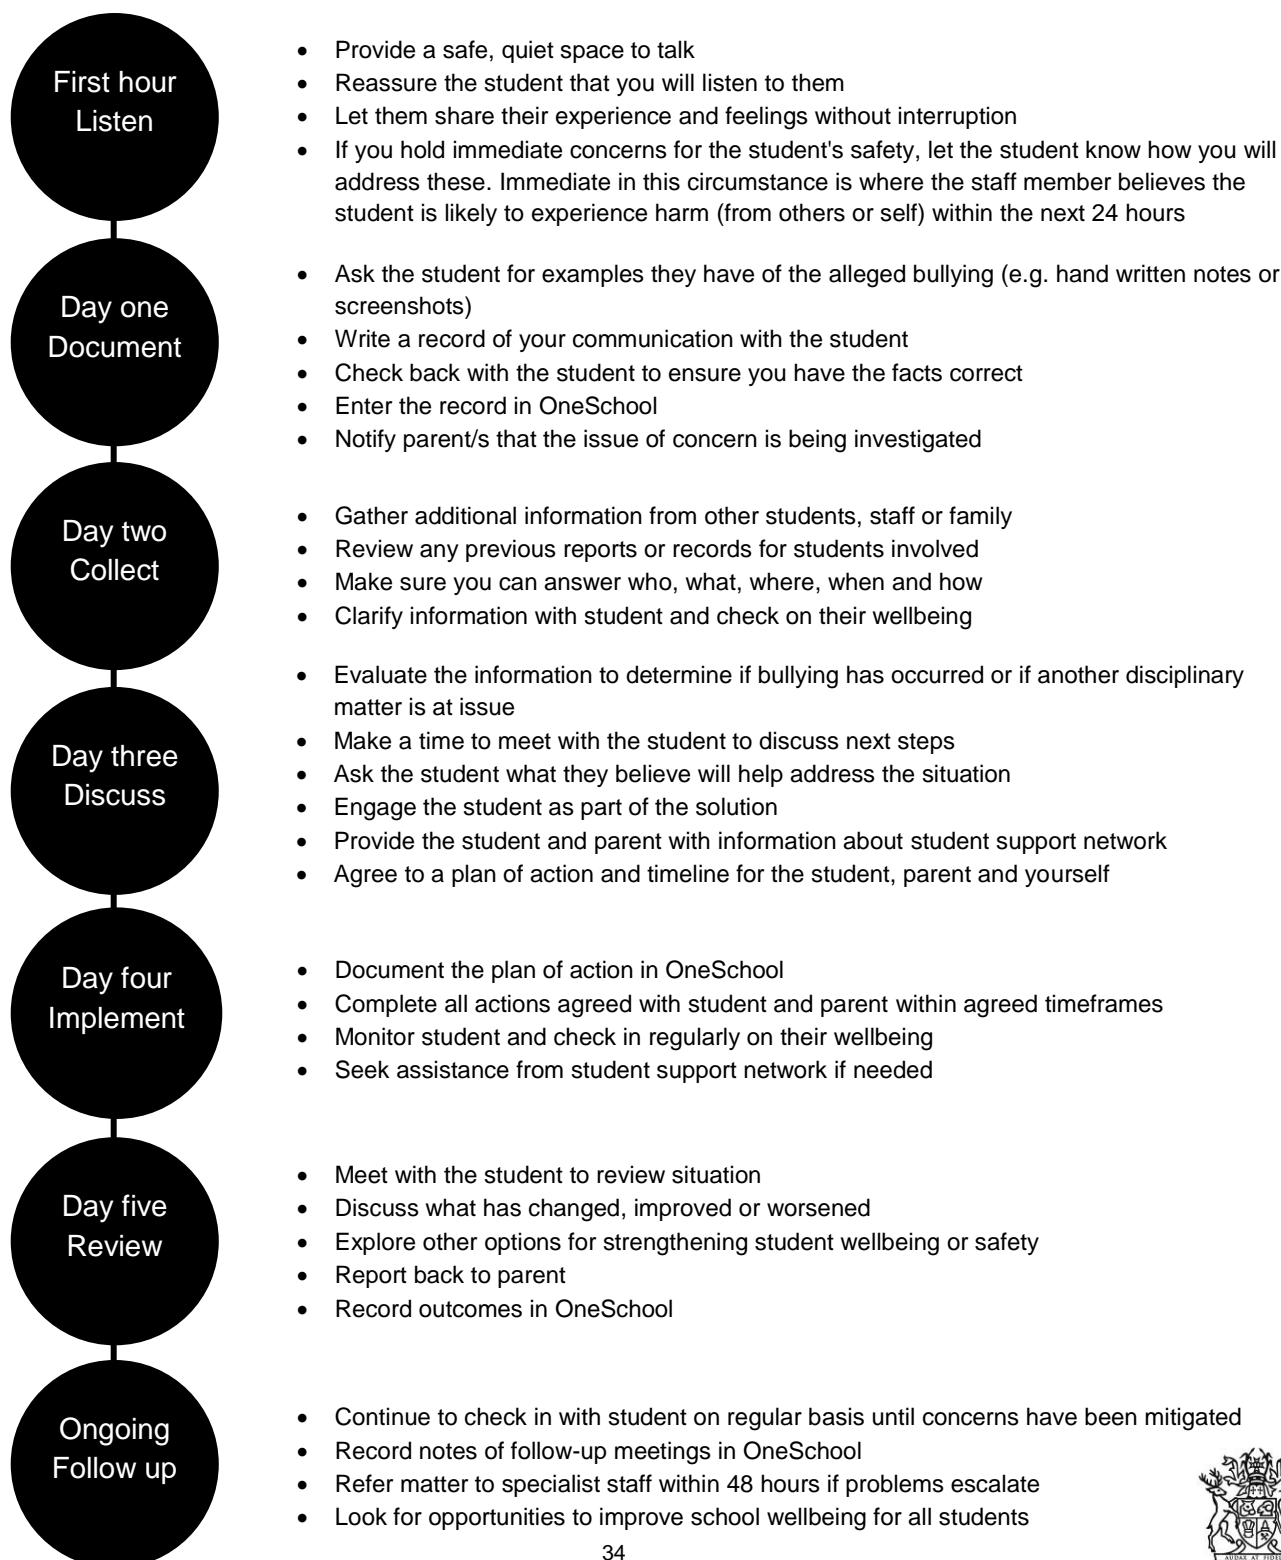 First hour
Listen
• Provide a safe, quiet space to talk
• Reassure the student that you will listen to them
• Let them share their experience and feelings without interruption
• If you hold immediate concerns for the student's safety, let the student know how you will
address these. Immediate in this circumstance is where the staff member believes the
student is likely to experience harm (from others or self) within the next 24 hours
Day one
Document
• Ask the student for examples they have of the alleged bullying (e.g. hand written notes or
screenshots)
• Write a record of your communication with the student
• Check back with the student to ensure you have the facts correct
• Enter the record in OneSchool
• Notify parent/s that the issue of concern is being investigated
Day two
Collect
• Gather additional information from other students, staff or family
• Review any previous reports or records for students involved
• Make sure you can answer who, what, where, when and how
• Clarify information with student and check on their wellbeing
Day three
Discuss
• Evaluate the information to determine if bullying has occurred or if another disciplinary
matter is at issue
• Make a time to meet with the student to discuss next steps
• Ask the student what they believe will help address the situation
• Engage the student as part of the solution
• Provide the student and parent with information about student support network
• Agree to a plan of action and timeline for the student, parent and yourself
Day four
Implement
• Document the plan of action in OneSchool
• Complete all actions agreed with student and parent within agreed timeframes
• Monitor student and check in regularly on their wellbeing
• Seek assistance from student support network if needed
Day five
Review
• Meet with the student to review situation
• Discuss what has changed, improved or worsened
• Explore other options for strengthening student wellbeing or safety
• Report back to parent
• Record outcomes in OneSchool
Ongoing
Follow up
• Continue to check in with student on regular basis until concerns have been mitigated
• Record notes of follow-up meetings in OneSchool
• Refer matter to specialist staff within 48 hours if problems escalate
• Look for opportunities to improve school wellbeing for all students
34
AUDAX AT